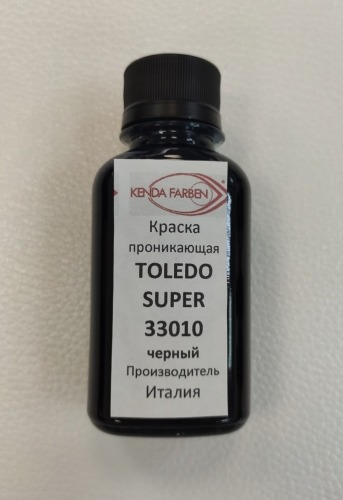 KENDA FARBEN
Краска
проникающая
TOLEDO
SUPER
33010
черный
Производитель
Италия